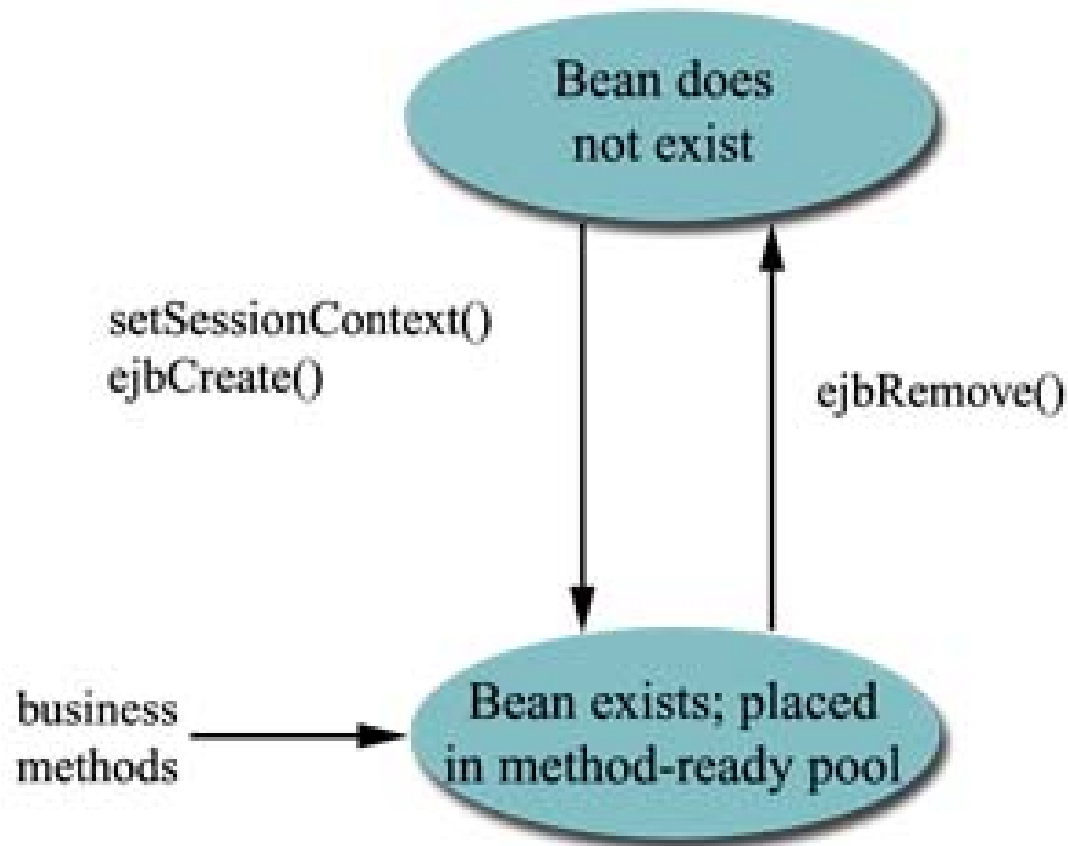 Bean does
not exist
setSessionContext()
ejbCreate()
ejbRemove()
business
methods
Bean exists; placed
in method-ready pool